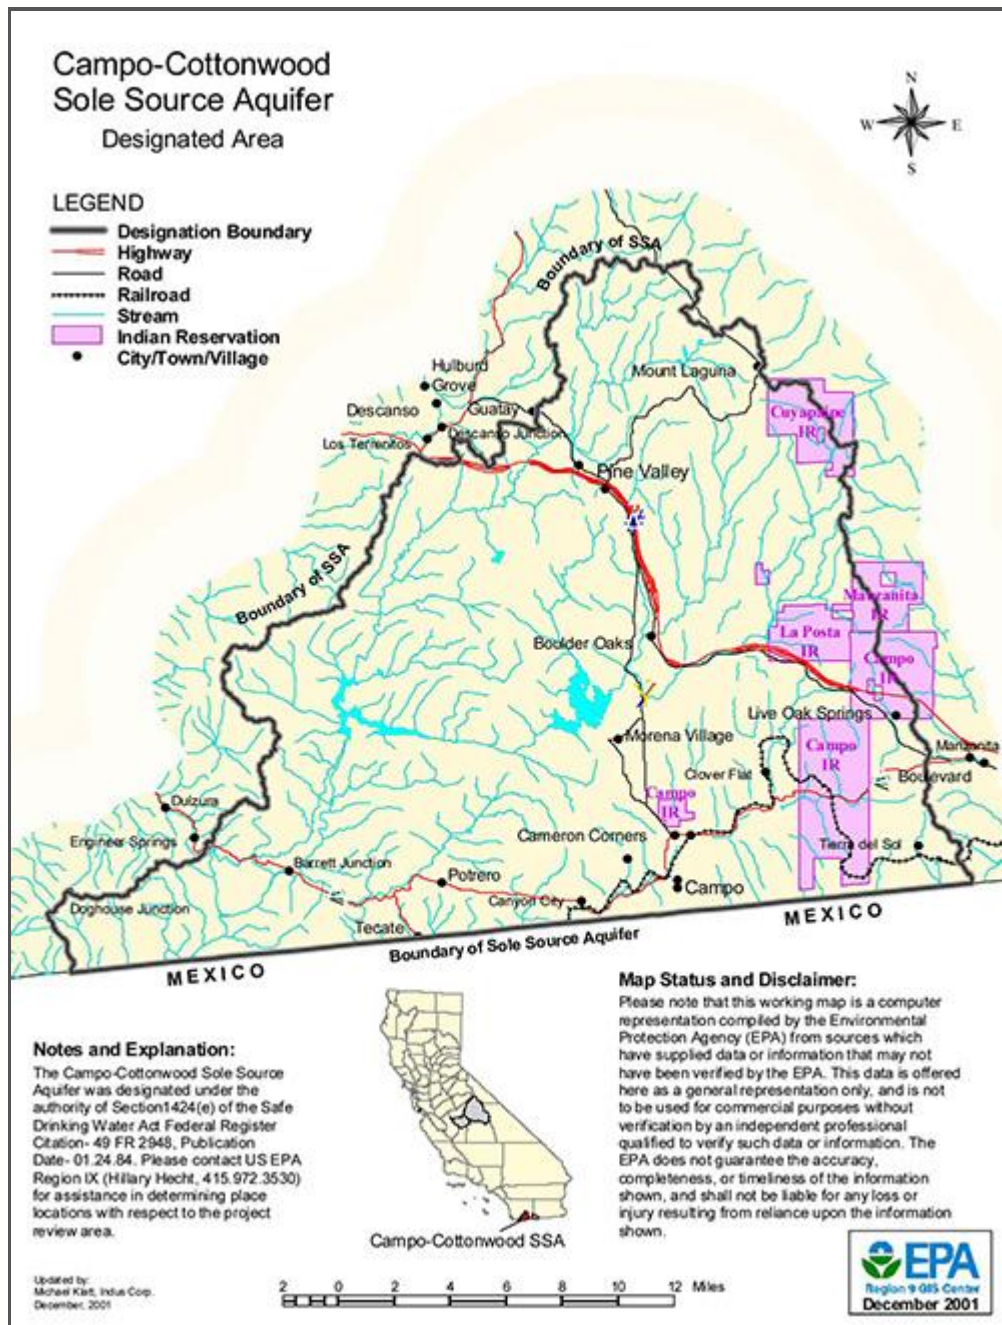 Campo-Cottonwood
Sole Source Aquifer
Designated Area
N
W
E
S
LEGEND
Designation Boundary
Highway
Road
Railroad
Stream
Indian Reservation
City/Town/Village
Boundary of SSA
Hulburd
Grove
Mount Laguna
Descanso
Guatay
Cuyapaipe
IR
Los Terrenitos
Descanso Junction
Pine Valley
Boundary of SSA
Manzanita
IR
La Posta
IR
Boulder Oaks
Campo
IR
Live Oak Springs
Morena Village
Campo
IR
Manzanita
Clover Flat
Boulevard
Campo
IR
Dulzura
Engineer Springs
Cameron Corners
Tierra del Sol
Barrett Junction
Potrero
Campo
Canyon City
Doghouse Junction
Tecate
MEXICO
Boundary of Sole Source Aquifer
MEXICO
Notes and Explanation:
The Campo-Cottonwood Sole Source
Aquifer was designated under the
authority of Section1424(e) of the Safe
Drinking Water Act Federal Register
Citation- 49 FR 2948, Publication
Date- 01.24.84. Please contact US EPA
Region IX (Hillary Hecht, 415.972.3530)
for assistance in determining place
locations with respect to the project
review area.
Campo-Cottonwood SSA
Map Status and Disclaimer:
Please note that this working map is a computer
representation compiled by the Environmental
Protection Agency (EPA) from sources which
have supplied data or information that may not
have been verified by the EPA. This data is offered
here as a general representation only, and is not
to be used for commercial purposes without
verification by an independent professional
qualified to verify such data or information. The
EPA does not guarantee the accuracy,
completeness, or timeliness of the information
shown, and shall not be liable for any loss or
injury resulting from reliance upon the information
shown.
Updated by:
Michael Klett, Indus Corp.
December, 2001
2 0 2 4 6 8 10 12 Miles
EPA
Region 9 GIS Center
December 2001